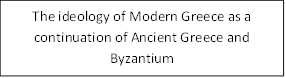 The ideology of Modern Greece as a
continuation of Ancient Greece and
Byzantium